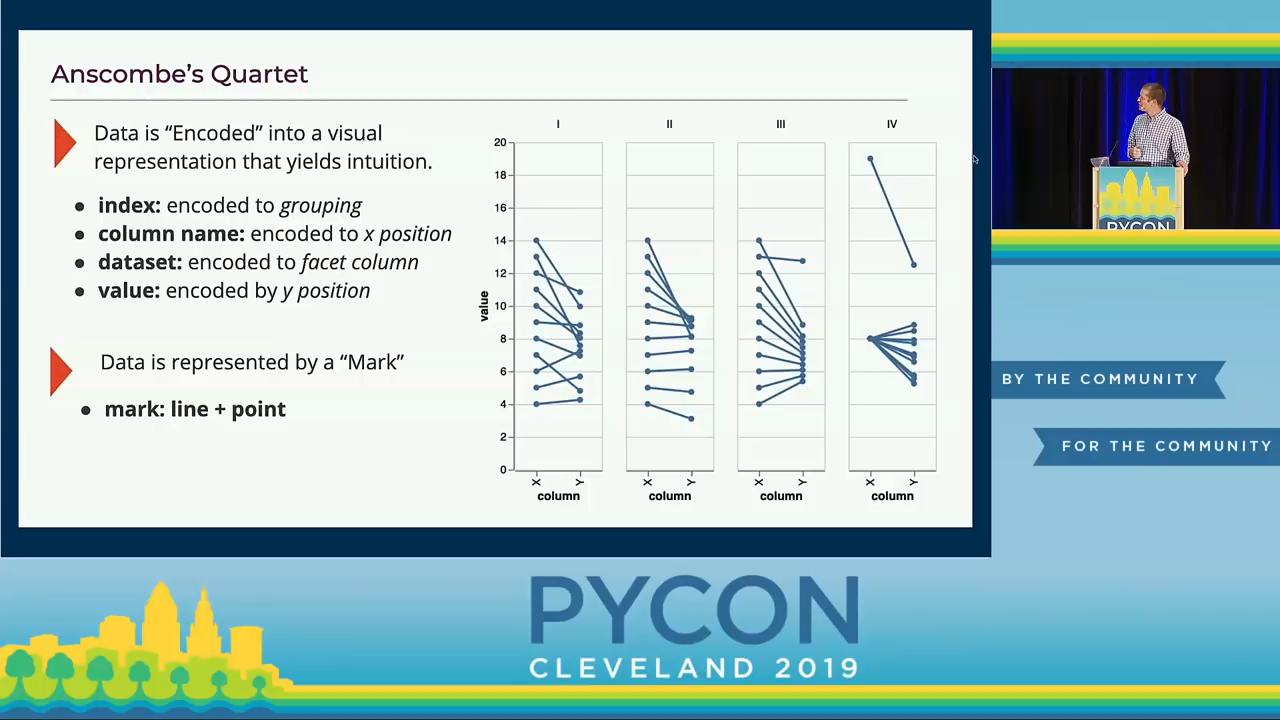 Anscombe's Quartet
Data is “Encoded” into a visual
representation that yields intuition.
● index: encoded to grouping
● column name: encoded to x position
● dataset: encoded to facet column
● value: encoded by y position
Data is represented by a “Mark”
● mark: line + point
I II III IV
20
18
16
14
12
10
8
6
4
2
0
value
X Y X Y X Y X Y
column column column column
PYCON
BY THE COMMUNITY
FOR THE COMMUNITY
PYCON
CLEVELAND 2019